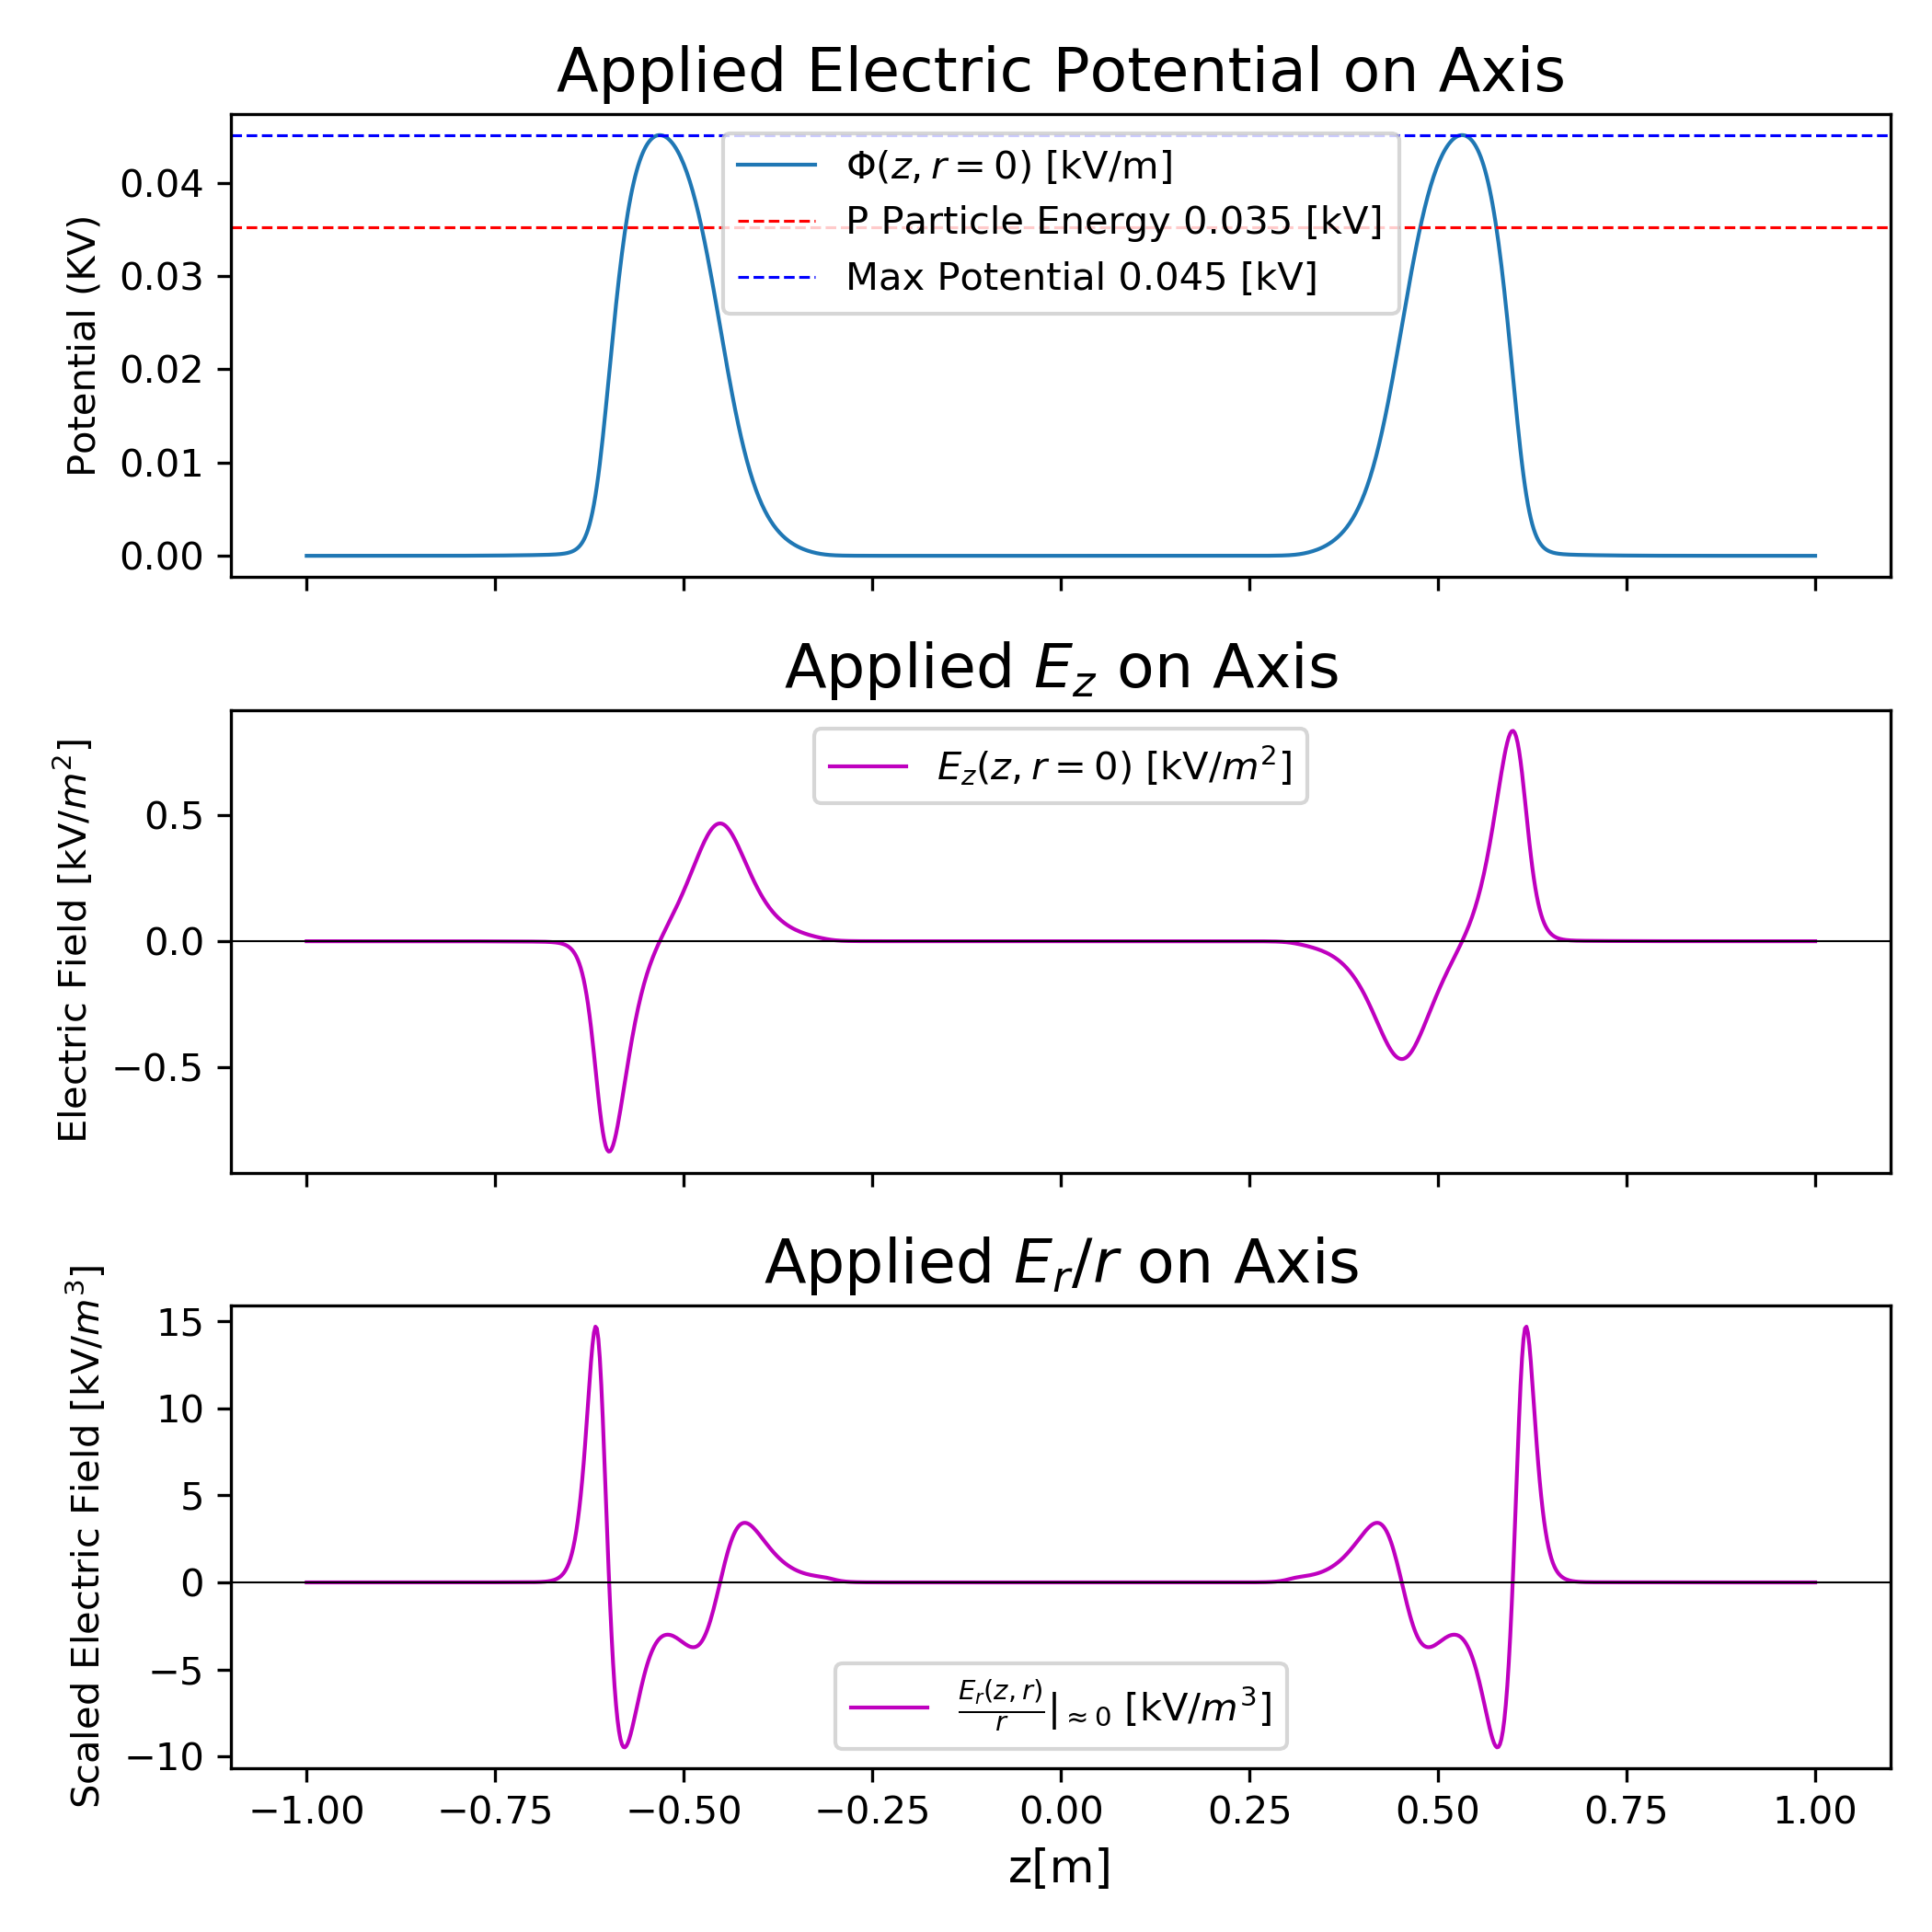 Applied Electric Potential on Axis
Potential (KV)
0.04
0.03
0.02
0.01
0.00
Φ(z, r = 0) [kV/m]
P Particle Energy 0.035 [kV]
Max Potential 0.045 [kV]
Applied E_z on Axis
Electric Field [kV/m²]
0.5
0.0
−0.5
E_z(z, r = 0) [kV/m²]
Applied E_r/r on Axis
Scaled Electric Field [kV/m³]
15
10
5
0
−5
−10
E_r(z, r)/r |≈0 [kV/m³]
−1.00 −0.75 −0.50 −0.25 0.00 0.25 0.50 0.75 1.00
z[m]